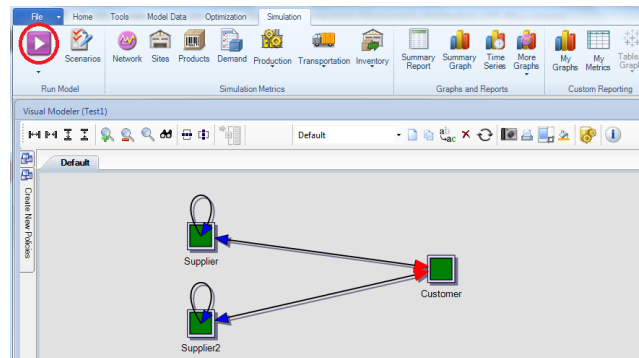 File Home Tools Model Data Optimization Simulation
Scenarios Network Sites Products Demand Production Transportation Inventory Summary Report Summary Graph Time Series More Graphs My Graphs My Metrics
Run Model Simulation Metrics Graphs and Reports Custom Reporting
Visual Modeler (Test1)
Default
ab ac
Default
Create New Policies
Supplier
Customer
Supplier2